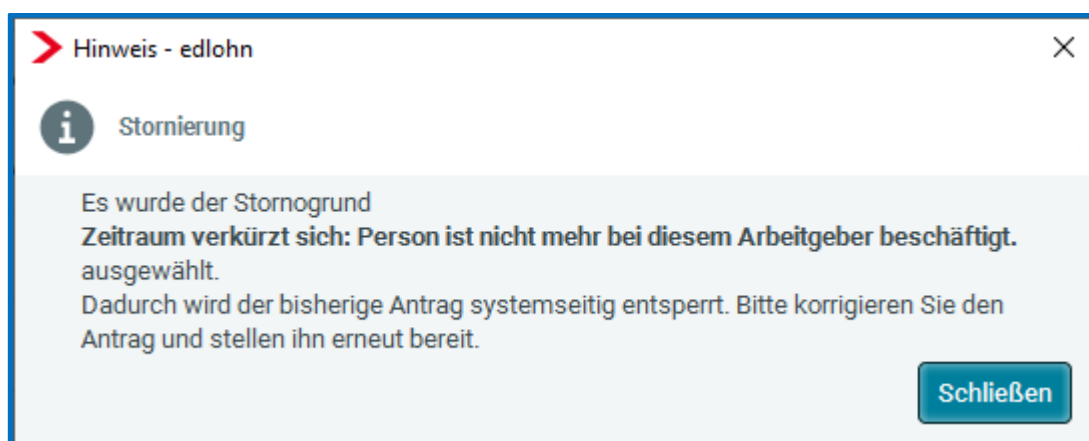 Hinweis - edlohn
Stornierung
Es wurde der Stornogrund
Zeitraum verkürzt sich: Person ist nicht mehr bei diesem Arbeitgeber beschäftigt.
ausgewählt.
Dadurch wird der bisherige Antrag systemseitig entsperrt. Bitte korrigieren Sie den
Antrag und stellen ihn erneut bereit.
Schließen